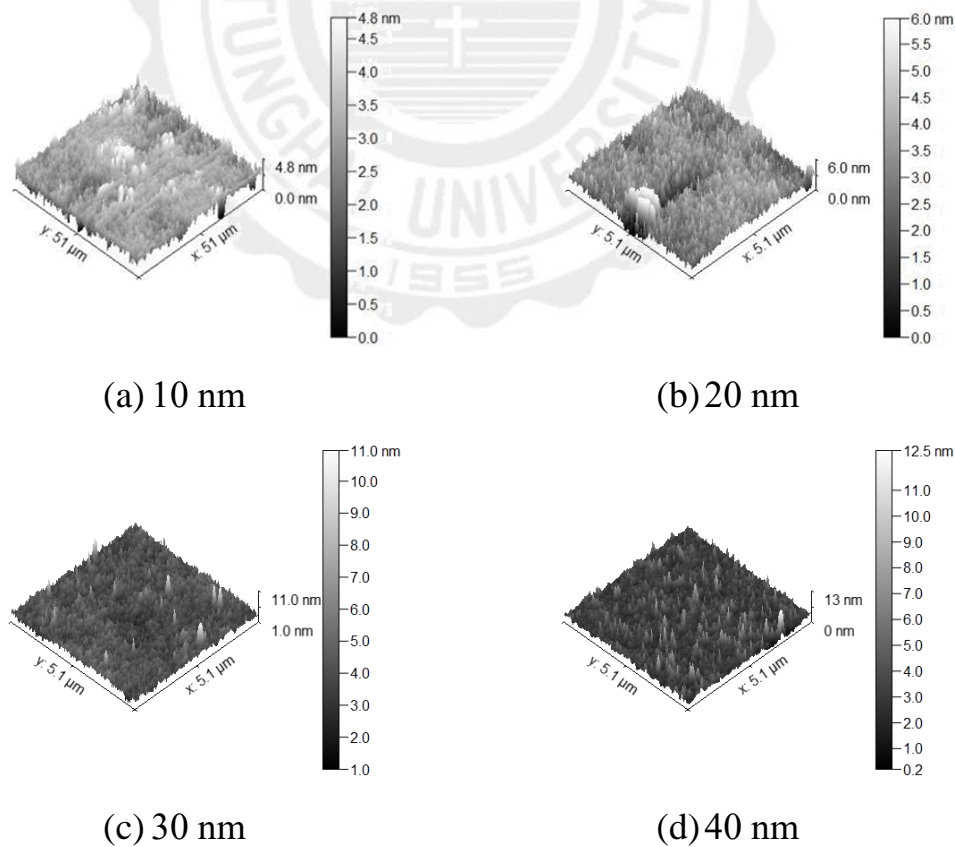 4.8 nm
4.5
4.0
3.5
3.0
2.5
2.0
1.5
1.0
0.5
0.0
4.8 nm
0.0 nm
y: 51 µm
x: 51 µm
6.0 nm
5.5
5.0
4.5
4.0
3.5
3.0
2.5
2.0
1.5
1.0
0.5
0.0
6.0 nm
0.0 nm
y: 5.1 µm
x: 5.1 µm
UNIVERSITY
1955
(a) 10 nm
(b) 20 nm
11.0 nm
10.0
9.0
8.0
7.0
6.0
5.0
4.0
3.0
2.0
1.0
11.0 nm
1.0 nm
y: 5.1 µm
x: 5.1 µm
12.5 nm
11.0
10.0
9.0
8.0
7.0
6.0
5.0
4.0
3.0
2.0
1.0
0.2
13 nm
0 nm
y: 5.1 µm
x: 5.1 µm
(c) 30 nm
(d) 40 nm